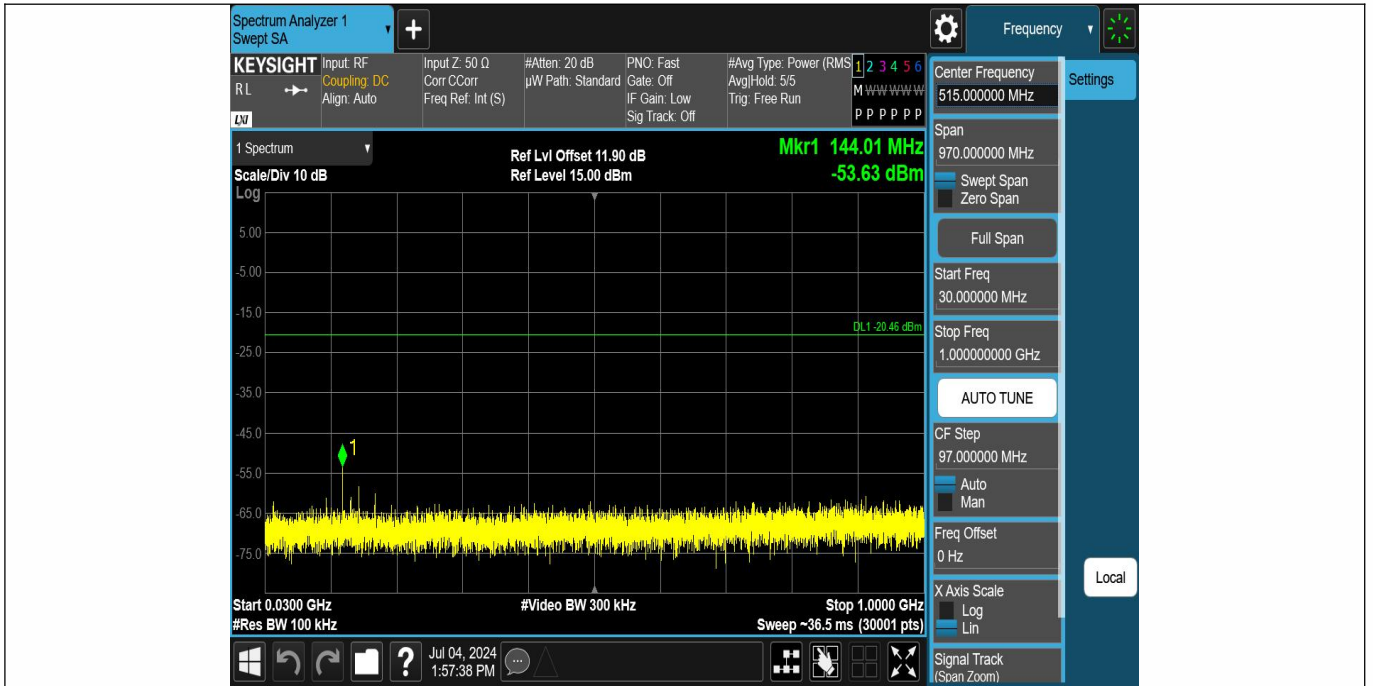 Spectrum Analyzer 1
Swept SA
Frequency
KEYSIGHT
R L
LXI
Input: RF
Coupling: DC
Align: Auto
Input Z: 50 Ω
Corr CCorr
Freq Ref: Int (S)
#Atten: 20 dB
µW Path: Standard
PNO: Fast
Gate: Off
IF Gain: Low
Sig Track: Off
#Avg Type: Power (RMS
Avg|Hold: 5/5
Trig: Free Run
1 2 3 4 5 6
M W W W W W
P P P P P P
1 Spectrum
Scale/Div 10 dB
Ref Lvl Offset 11.90 dB
Ref Level 15.00 dBm
Mkr1 144.01 MHz
-53.63 dBm
Log
5.00
-5.00
-15.0
DL1 -20.46 dBm
-25.0
-35.0
-45.0
1
-55.0
-65.0
-75.0
Start 0.0300 GHz
#Video BW 300 kHz
Stop 1.0000 GHz
#Res BW 100 kHz
Sweep ~36.5 ms (30001 pts)
Jul 04, 2024
1:57:38 PM
Center Frequency
515.000000 MHz
Settings
Span
970.000000 MHz
Swept Span
Zero Span
Full Span
Start Freq
30.000000 MHz
Stop Freq
1.000000000 GHz
AUTO TUNE
CF Step
97.000000 MHz
Auto
Man
Freq Offset
0 Hz
Local
X Axis Scale
Log
Lin
Signal Track
(Span Zoom)